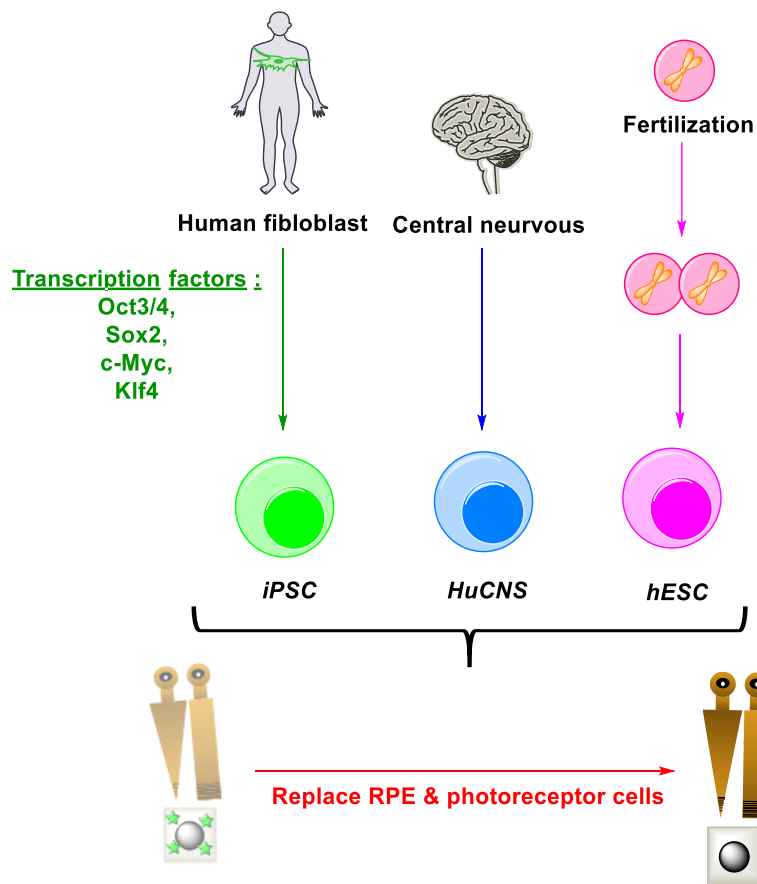 Fertilization
Human fibloblast
Central neurvous
Transcription factors :
Oct3/4,
Sox2,
c-Myc,
Klf4
iPSC
HuCNS
hESC
Replace RPE & photoreceptor cells